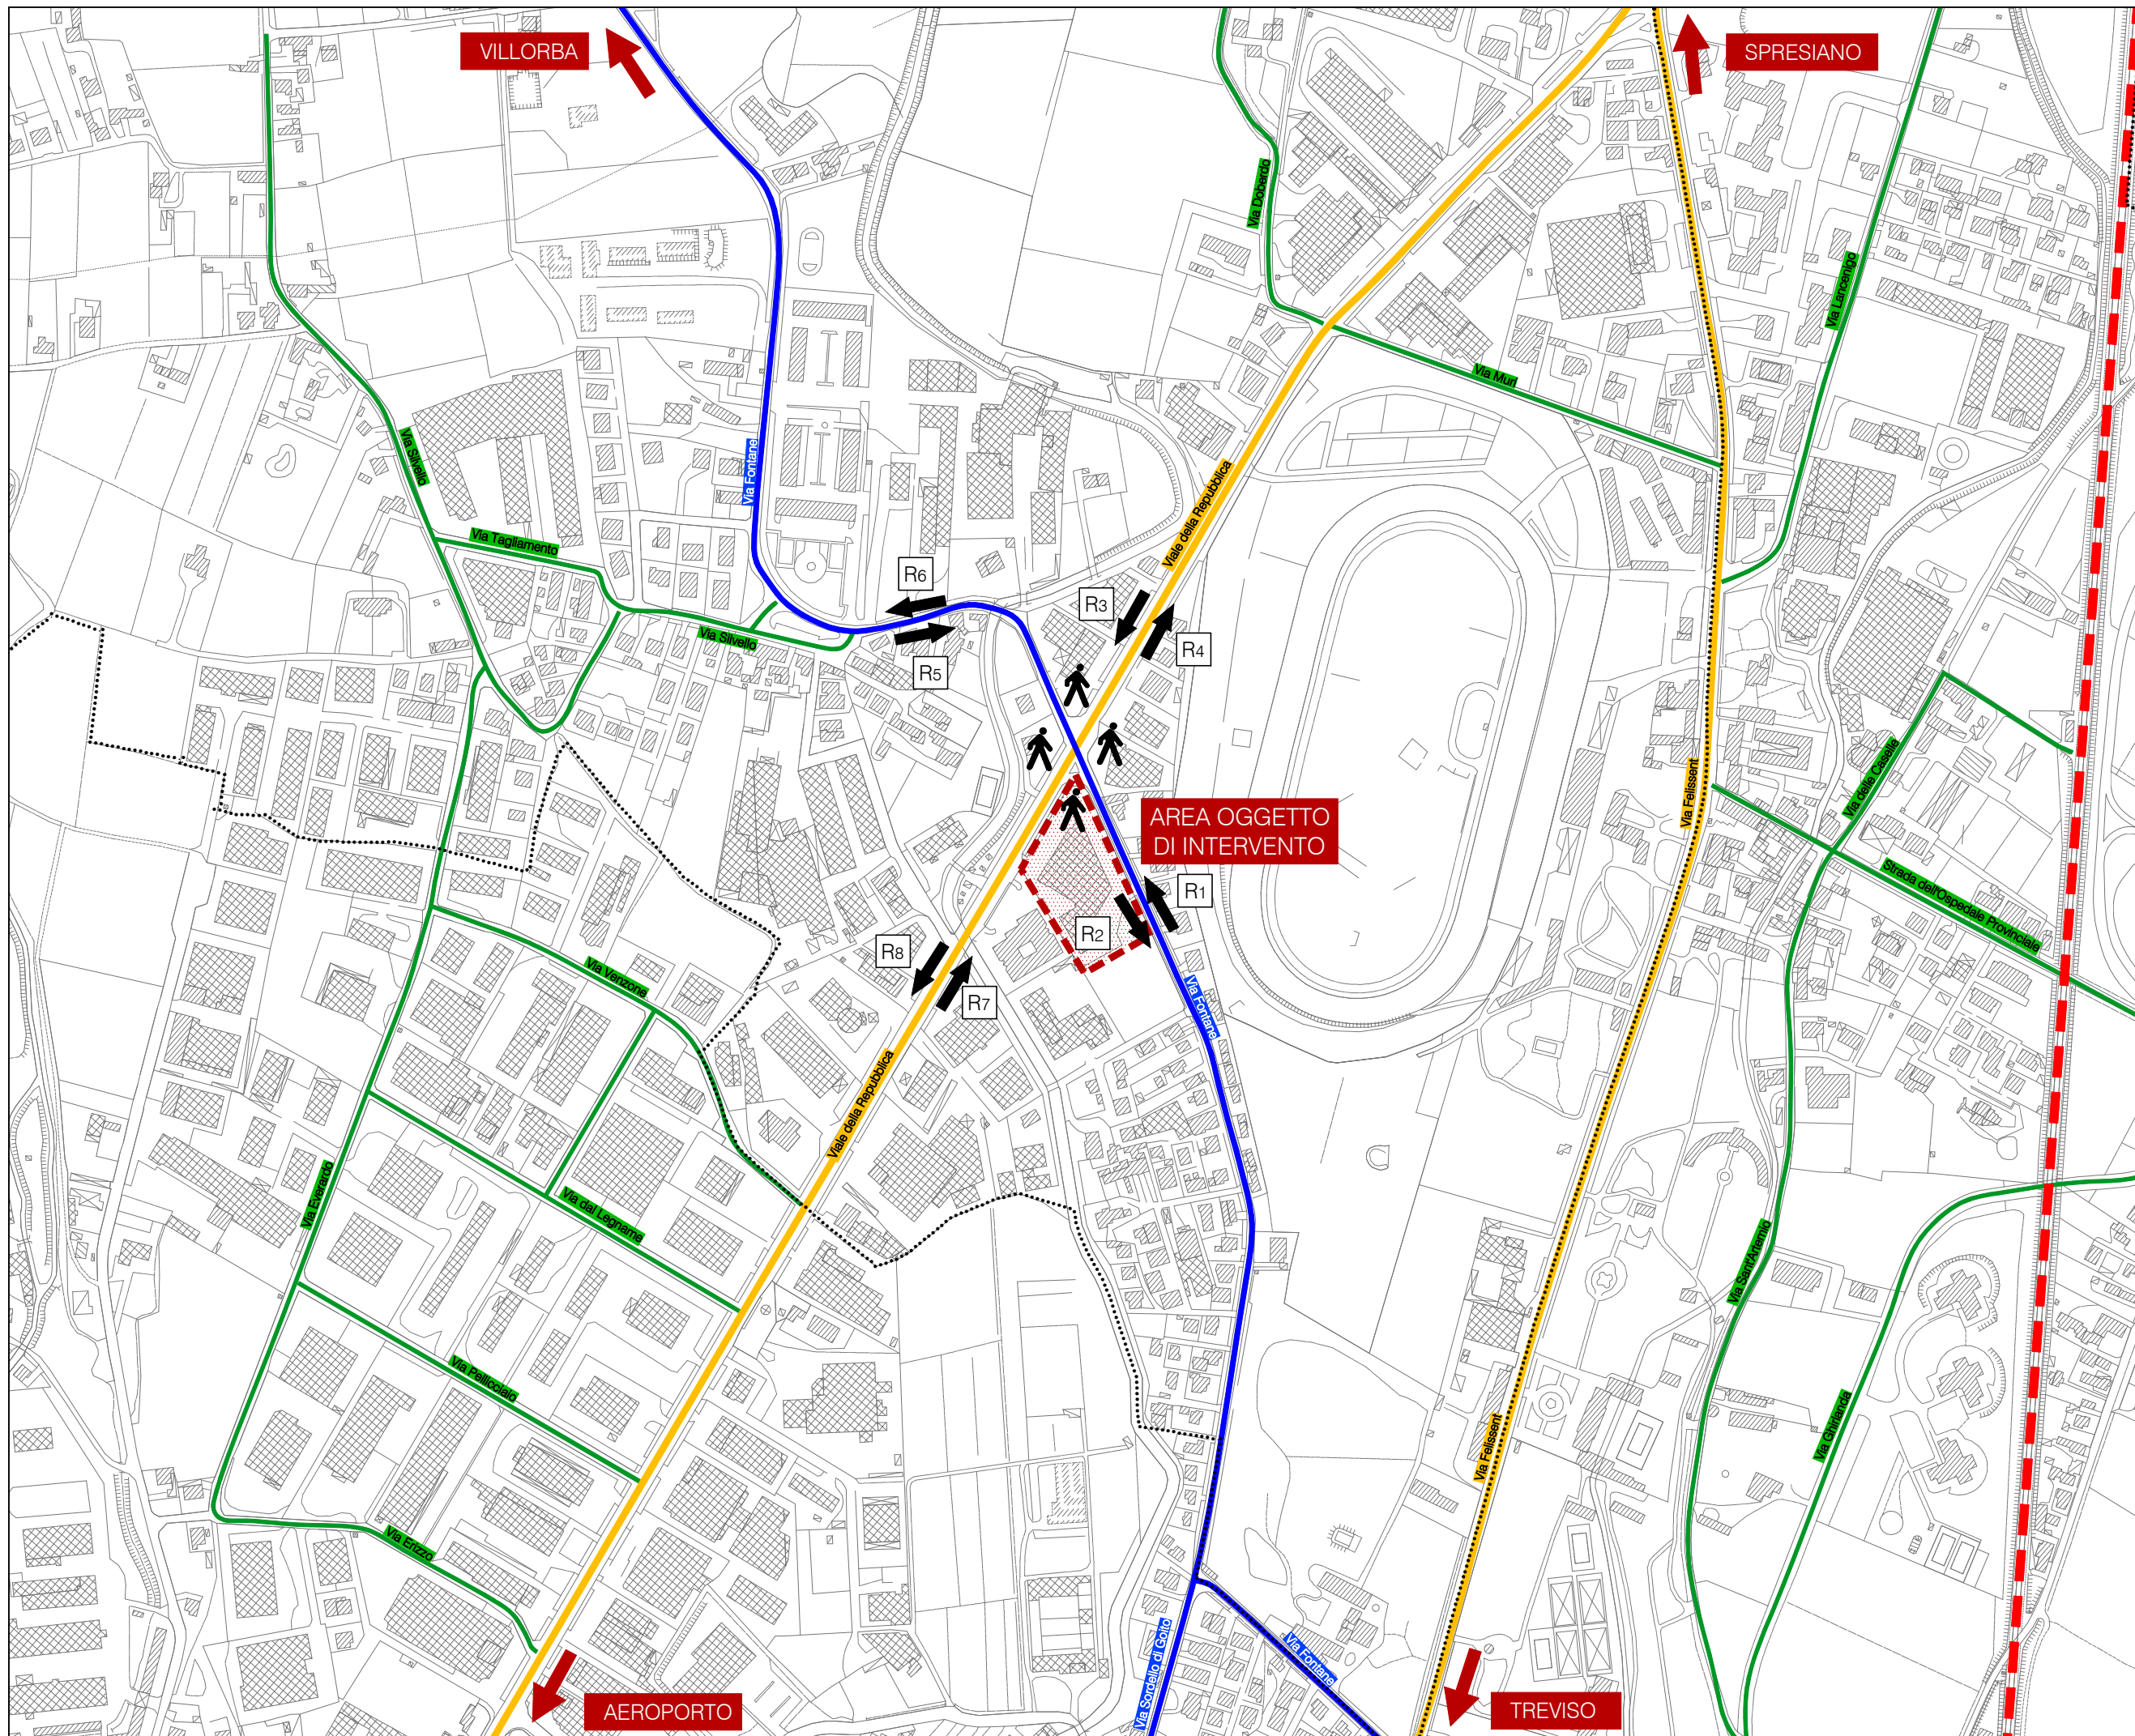 VILLORBA
SPRESIANO
Via Doberdo
Via Lancenigo
Via Muri
Via Silvello
Via Fontane
Viale della Repubblica
Via Tagliamento
R6
R3
Via Silvello
R4
R5
Via Felissent
Via delle Caselle
AREA OGGETTO
DI INTERVENTO
R1
Strada dell'Ospedale Provinciale
R2
R8
Via Venzone
R7
Via Fontane
Viale della Repubblica
Via Everardo
Via dal Legname
Via Sant'Artemio
Via Pellicciaio
Via Ghirlanda
Via Felissent
Via Erizzo
Via Sordello di Goito
Via Fontane
AEROPORTO
TREVISO